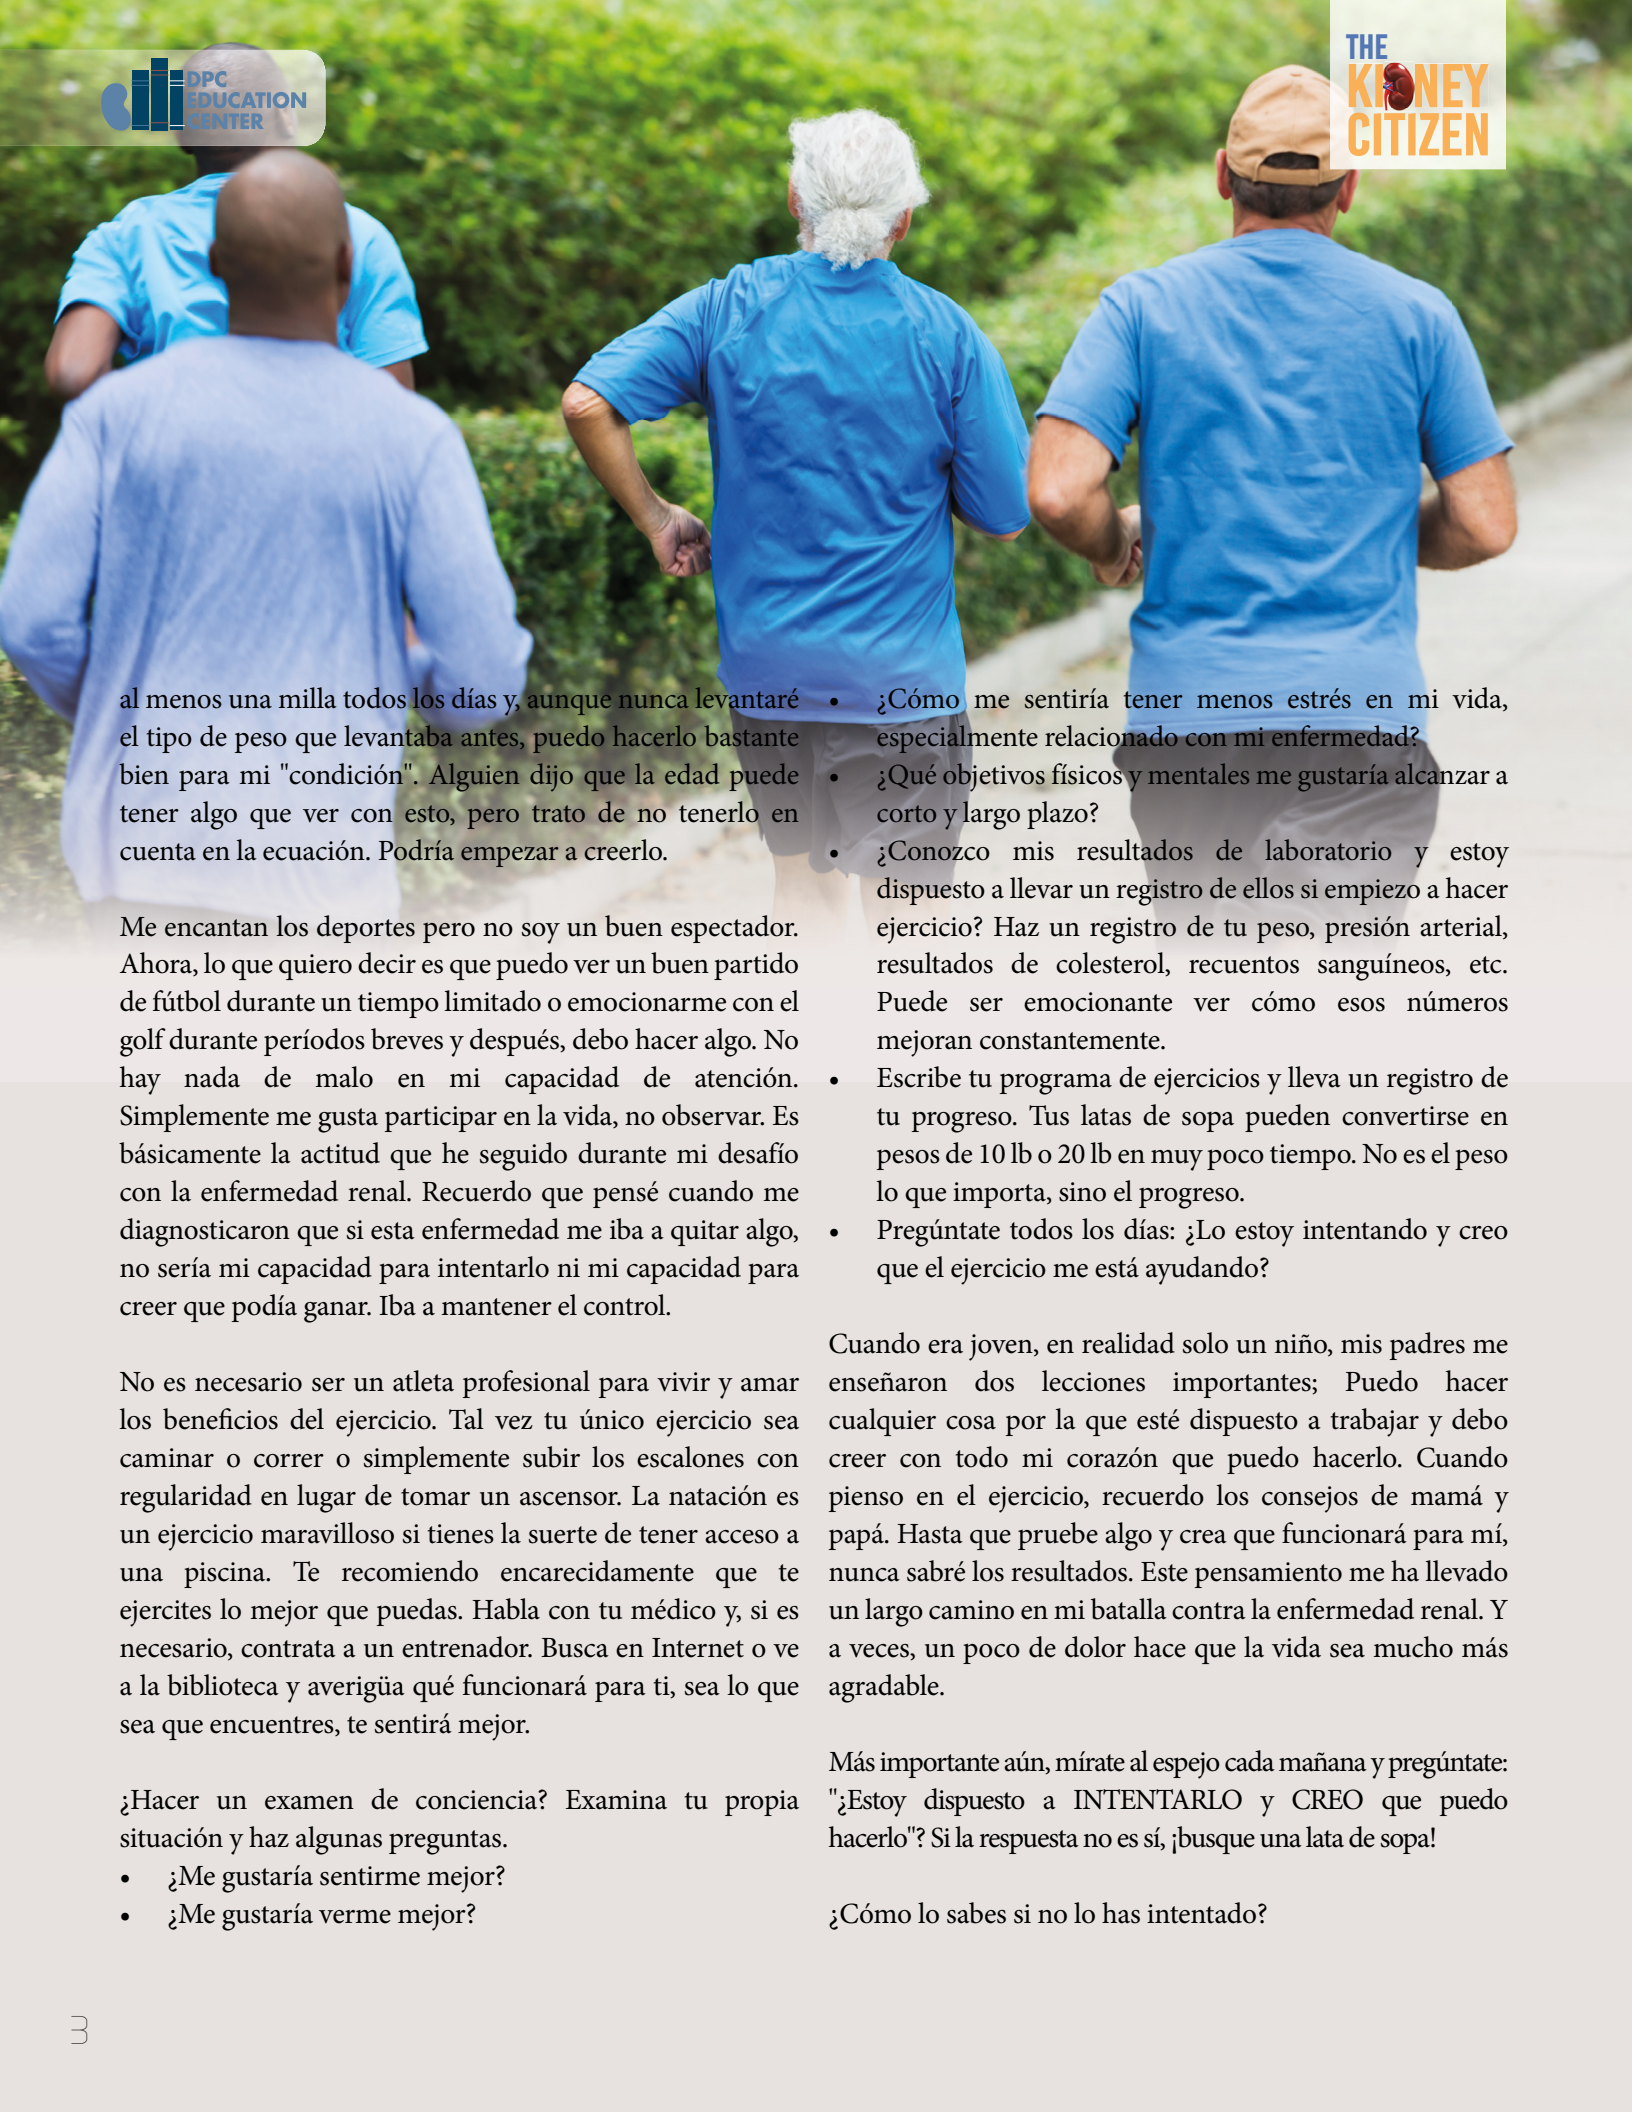 DPC
EDUCATION
CENTER
THE
KIDNEY
CITIZEN
al menos una milla todos los días y, aunque nunca levantaré
el tipo de peso que levantaba antes, puedo hacerlo bastante
bien para mi "condición". Alguien dijo que la edad puede
tener algo que ver con esto, pero trato de no tenerlo en
cuenta en la ecuación. Podría empezar a creerlo.
Me encantan los deportes pero no soy un buen espectador.
Ahora, lo que quiero decir es que puedo ver un buen partido
de fútbol durante un tiempo limitado o emocionarme con el
golf durante períodos breves y después, debo hacer algo. No
hay nada de malo en mi capacidad de atención.
Simplemente me gusta participar en la vida, no observar. Es
básicamente la actitud que he seguido durante mi desafío
con la enfermedad renal. Recuerdo que pensé cuando me
diagnosticaron que si esta enfermedad me iba a quitar algo,
no sería mi capacidad para intentarlo ni mi capacidad para
creer que podía ganar. Iba a mantener el control.
No es necesario ser un atleta profesional para vivir y amar
los beneficios del ejercicio. Tal vez tu único ejercicio sea
caminar o correr o simplemente subir los escalones con
regularidad en lugar de tomar un ascensor. La natación es
un ejercicio maravilloso si tienes la suerte de tener acceso a
una piscina. Te recomiendo encarecidamente que te
ejercites lo mejor que puedas. Habla con tu médico y, si es
necesario, contrata a un entrenador. Busca en Internet o ve
a la biblioteca y averigüa qué funcionará para ti, sea lo que
sea que encuentres, te sentirá mejor.
¿Hacer un examen de conciencia? Examina tu propia
situación y haz algunas preguntas.
• ¿Me gustaría sentirme mejor?
• ¿Me gustaría verme mejor?
• ¿Cómo me sentiría tener menos estrés en mi vida,
especialmente relacionado con mi enfermedad?
• ¿Qué objetivos físicos y mentales me gustaría alcanzar a
corto y largo plazo?
• ¿Conozco mis resultados de laboratorio y estoy
dispuesto a llevar un registro de ellos si empiezo a hacer
ejercicio? Haz un registro de tu peso, presión arterial,
resultados de colesterol, recuentos sanguíneos, etc.
Puede ser emocionante ver cómo esos números
mejoran constantemente.
• Escribe tu programa de ejercicios y lleva un registro de
tu progreso. Tus latas de sopa pueden convertirse en
pesos de 10 lb o 20 lb en muy poco tiempo. No es el peso
lo que importa, sino el progreso.
• Pregúntate todos los días: ¿Lo estoy intentando y creo
que el ejercicio me está ayudando?
Cuando era joven, en realidad solo un niño, mis padres me
enseñaron dos lecciones importantes; Puedo hacer
cualquier cosa por la que esté dispuesto a trabajar y debo
creer con todo mi corazón que puedo hacerlo. Cuando
pienso en el ejercicio, recuerdo los consejos de mamá y
papá. Hasta que pruebe algo y crea que funcionará para mí,
nunca sabré los resultados. Este pensamiento me ha llevado
un largo camino en mi batalla contra la enfermedad renal. Y
a veces, un poco de dolor hace que la vida sea mucho más
agradable.
Más importante aún, mírate al espejo cada mañana y pregúntate:
"¿Estoy dispuesto a INTENTARLO y CREO que puedo
hacerlo"? Si la respuesta no es sí, ¡busque una lata de sopa!
¿Cómo lo sabes si no lo has intentado?
3